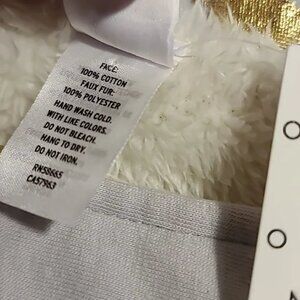 FACE:
100% COTTON
FAUX FUR:
100% POLYESTER
HAND WASH COLD.
WITH LIKE COLORS.
DO NOT BLEACH.
HANG TO DRY.
DO NOT IRON.
RN58665
CA57963